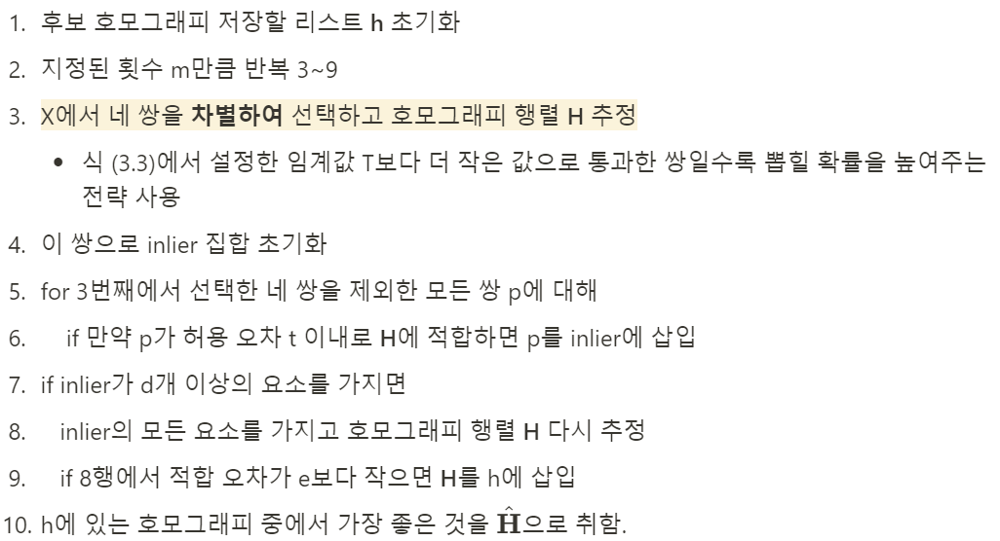 1. 후보 호모그래피 저장할 리스트 h 초기화
2. 지정된 횟수 m만큼 반복 3~9
3. X에서 네 쌍을 차별하여 선택하고 호모그래피 행렬 H 추정
• 식 (3.3)에서 설정한 임계값 T보다 더 작은 값으로 통과한 쌍일수록 뽑힐 확률을 높여주는
전략 사용
4. 이 쌍으로 inlier 집합 초기화
5. for 3번째에서 선택한 네 쌍을 제외한 모든 쌍 p에 대해
6. if 만약 p가 허용 오차 t 이내로 H에 적합하면 p를 inlier에 삽입
7. if inlier가 d개 이상의 요소를 가지면
8. inlier의 모든 요소를 가지고 호모그래피 행렬 H 다시 추정
9. if 8행에서 적합 오차가 e보다 작으면 H를 h에 삽입
10. h에 있는 호모그래피 중에서 가장 좋은 것을 Ĥ으로 취함.